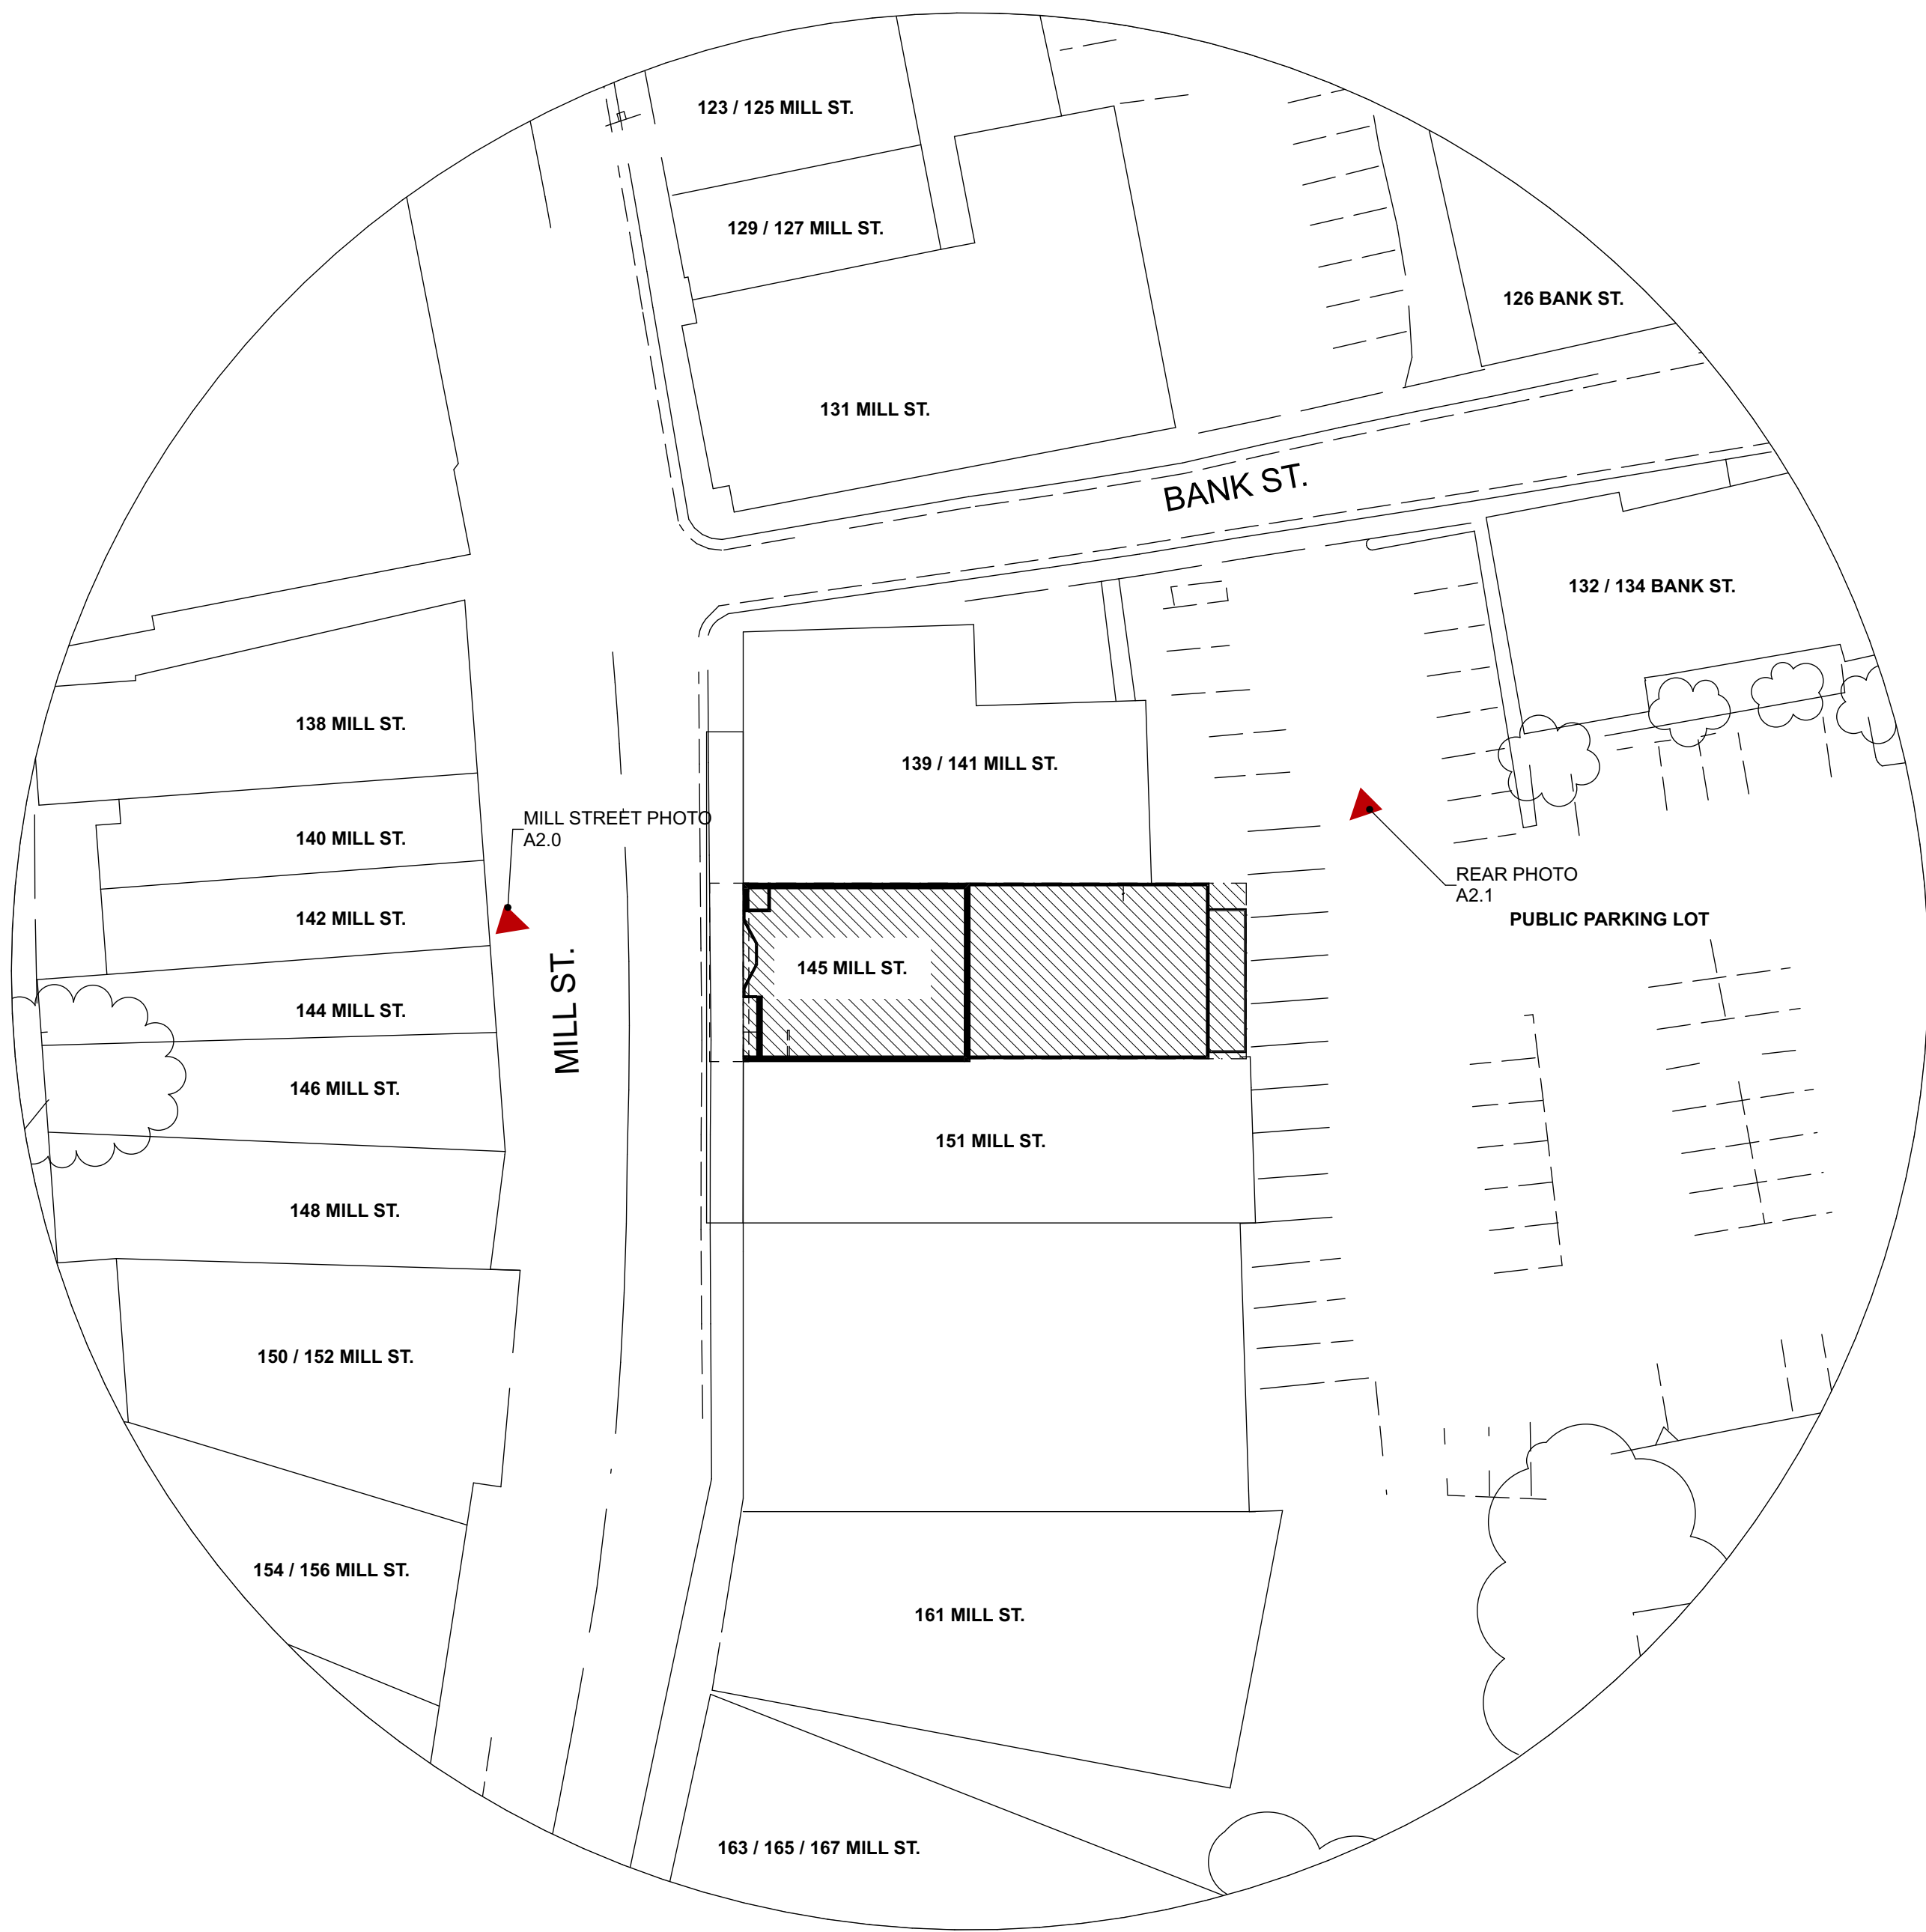 123 / 125 MILL ST.
129 / 127 MILL ST.
126 BANK ST.
131 MILL ST.
BANK ST.
132 / 134 BANK ST.
138 MILL ST.
139 / 141 MILL ST.
MILL STREET PHOTO
A2.0
140 MILL ST.
REAR PHOTO
A2.1
142 MILL ST.
PUBLIC PARKING LOT
145 MILL ST.
MILL ST.
144 MILL ST.
146 MILL ST.
151 MILL ST.
148 MILL ST.
150 / 152 MILL ST.
154 / 156 MILL ST.
161 MILL ST.
163 / 165 / 167 MILL ST.